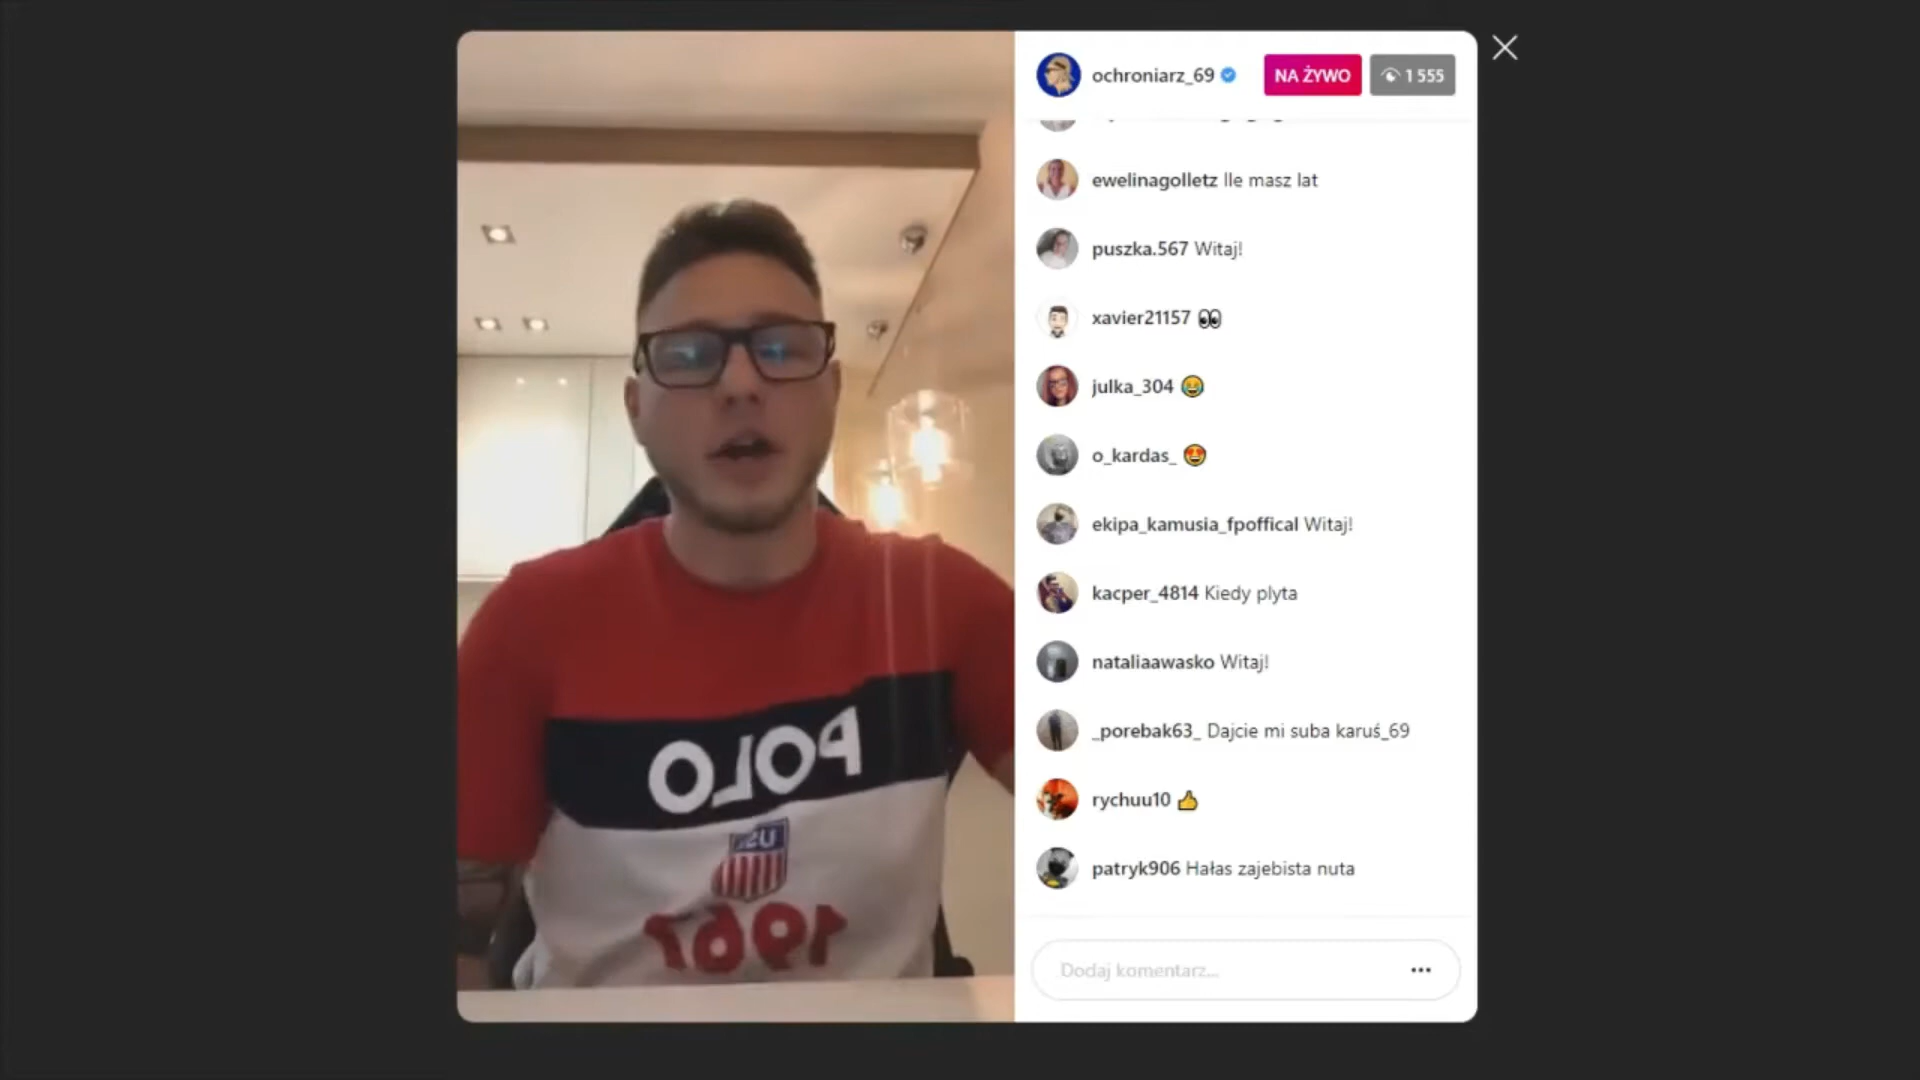 ochroniarz_69 NA ŻYWO 1 555
ewelinagolletz Ile masz lat
puszka.567 Witaj!
xavier21157 👀
julka_304 😂
o_kardas_ 😍
ekipa_kamusia_fpoffical Witaj!
kacper_4814 Kiedy plyta
nataliaawasko Witaj!
_porebak63_ Dajcie mi suba karuś_69
rychuu10 👍
patryk906 Hałas zajebista nuta
Dodaj komentarz...
POLO
US
1967